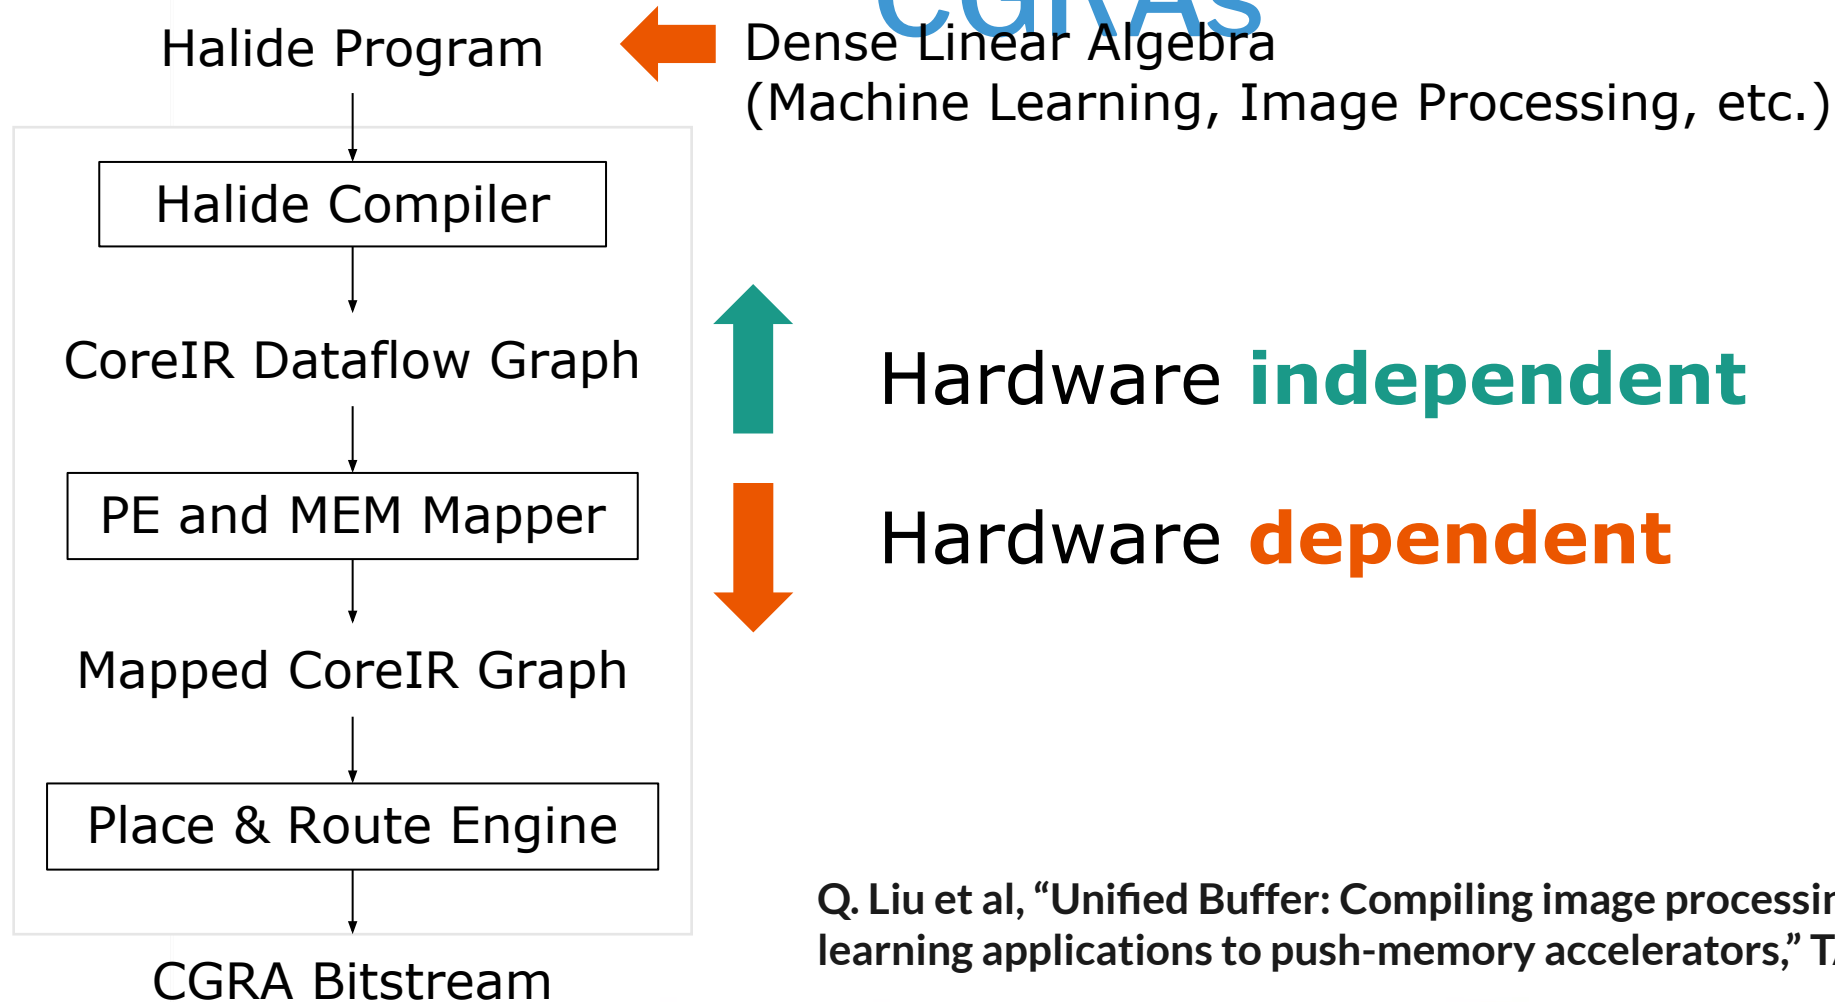 CGRAs
Halide Program
Dense Linear Algebra
(Machine Learning, Image Processing, etc.)
Halide Compiler
CoreIR Dataflow Graph
Hardware independent
PE and MEM Mapper
Hardware dependent
Mapped CoreIR Graph
Place & Route Engine
Q. Liu et al, “Unified Buffer: Compiling image processin
learning applications to push-memory accelerators,” T
CGRA Bitstream